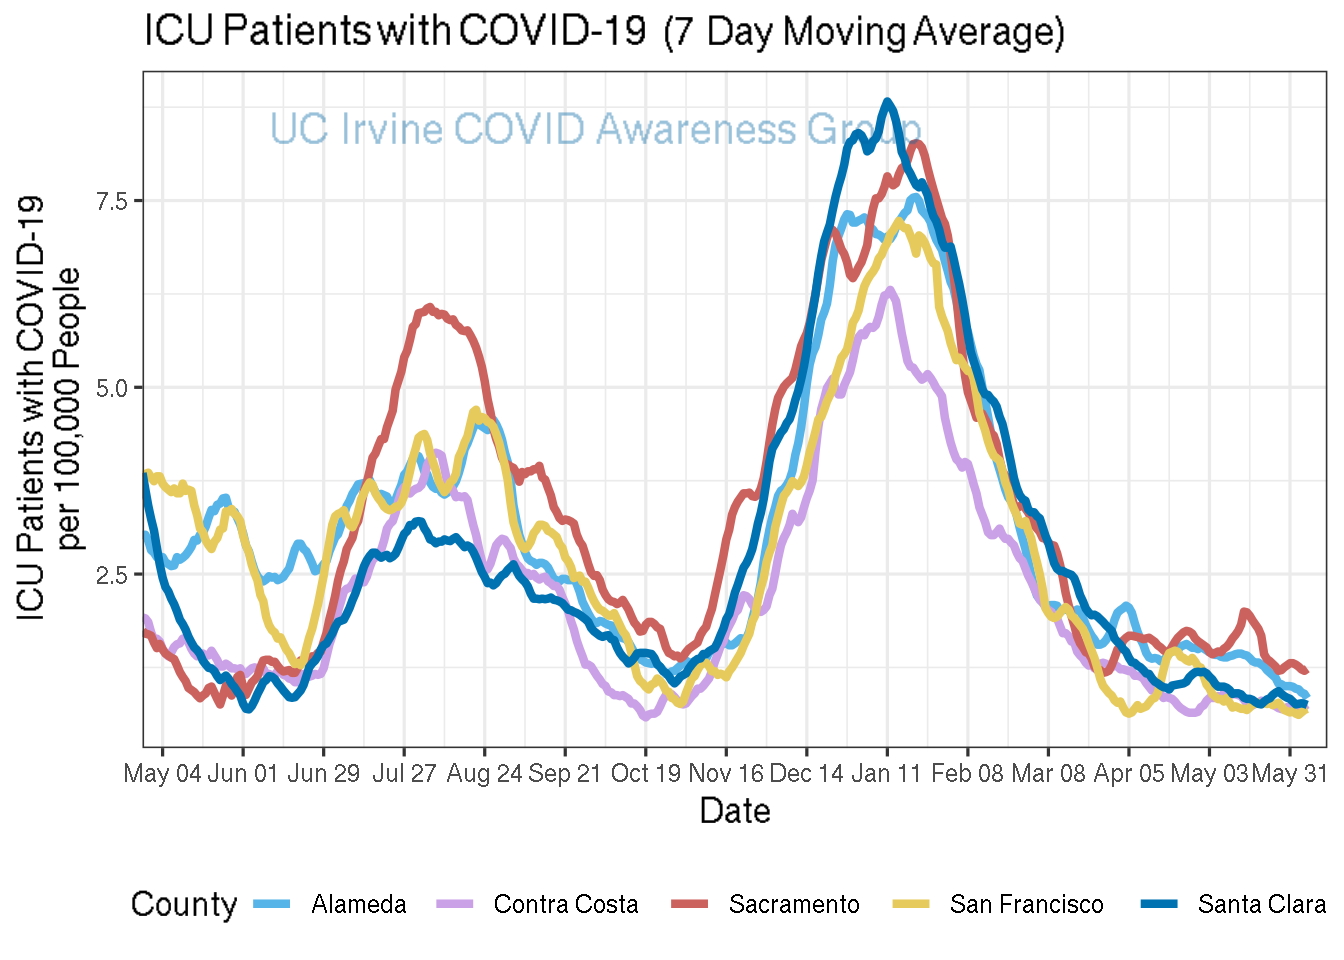 ICU Patients with COVID-19 (7 Day Moving Average)
UC Irvine COVID Awareness Group
ICU Patients with COVID-19
per 100,000 People
7.5
5.0
2.5
May 04 Jun 01 Jun 29 Jul 27 Aug 24 Sep 21 Oct 19 Nov 16 Dec 14 Jan 11 Feb 08 Mar 08 Apr 05 May 03 May 31
Date
County Alameda Contra Costa Sacramento San Francisco Santa Clara